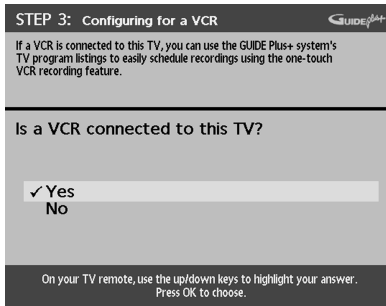 STEP 3: Configuring for a VCR GUIDE plus+
If a VCR is connected to this TV, you can use the GUIDE Plus+ system's
TV program listings to easily schedule recordings using the one-touch
VCR recording feature.
Is a VCR connected to this TV?
✓ Yes
No
On your TV remote, use the up/down keys to highlight your answer.
Press OK to choose.